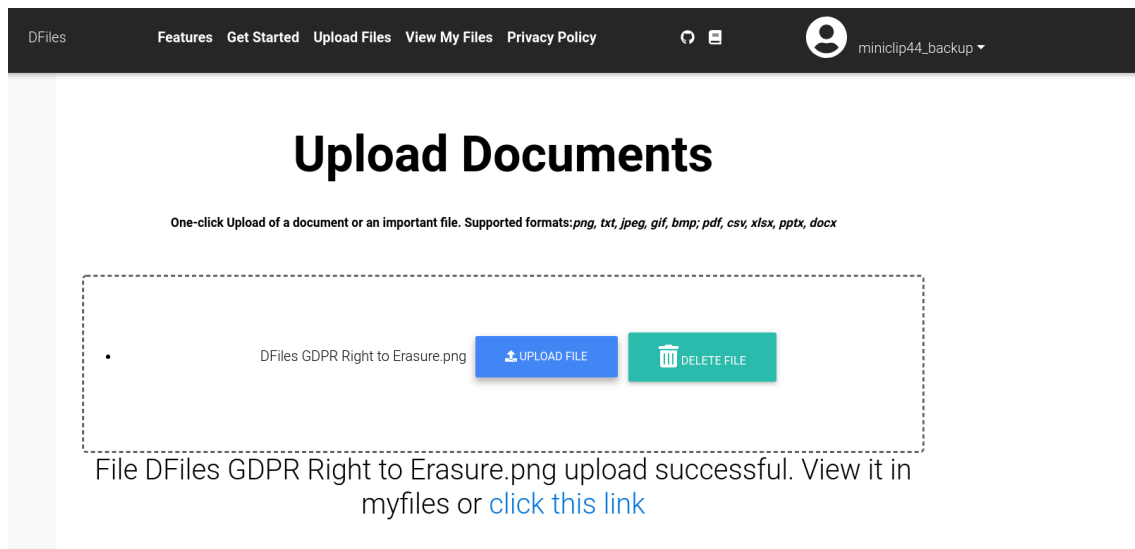 DFiles Features Get Started Upload Files View My Files Privacy Policy miniclip44_backup
Upload Documents
One-click Upload of a document or an important file. Supported formats:png, txt, jpeg, gif, bmp; pdf, csv, xlsx, pptx, docx
DFiles GDPR Right to Erasure.png UPLOAD FILE DELETE FILE
File DFiles GDPR Right to Erasure.png upload successful. View it in
myfiles or click this link